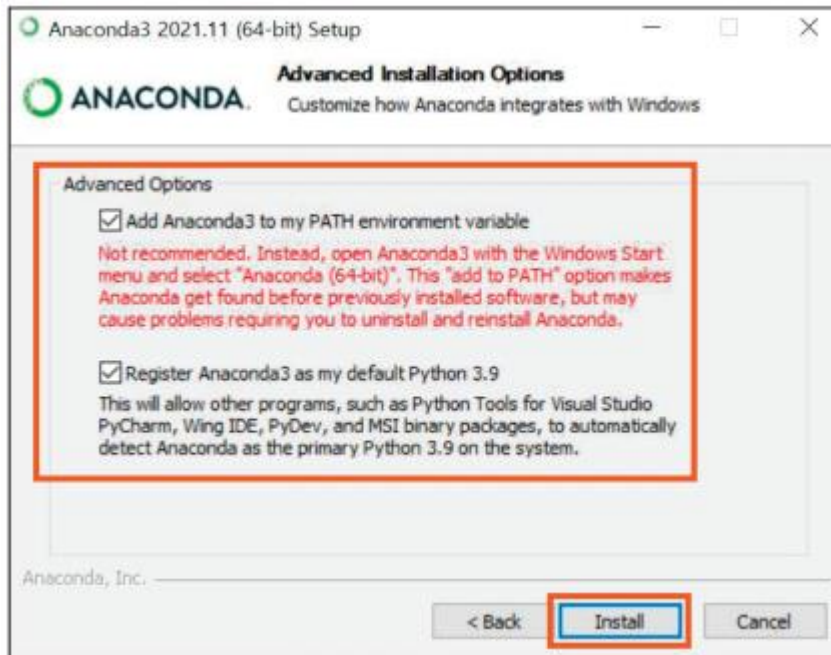 Anaconda3 2021.11 (64-bit) Setup
ANACONDA.
Advanced Installation Options
Customize how Anaconda integrates with Windows
Advanced Options
Add Anaconda3 to my PATH environment variable
Not recommended. Instead, open Anaconda3 with the Windows Start
menu and select "Anaconda (64-bit)". This "add to PATH" option makes
Anaconda get found before previously installed software, but may
cause problems requiring you to uninstall and reinstall Anaconda.
Register Anaconda3 as my default Python 3.9
This will allow other programs, such as Python Tools for Visual Studio
PyCharm, Wing IDE, PyDev, and MSI binary packages, to automatically
detect Anaconda as the primary Python 3.9 on the system.
Anaconda, Inc.
< Back Install Cancel